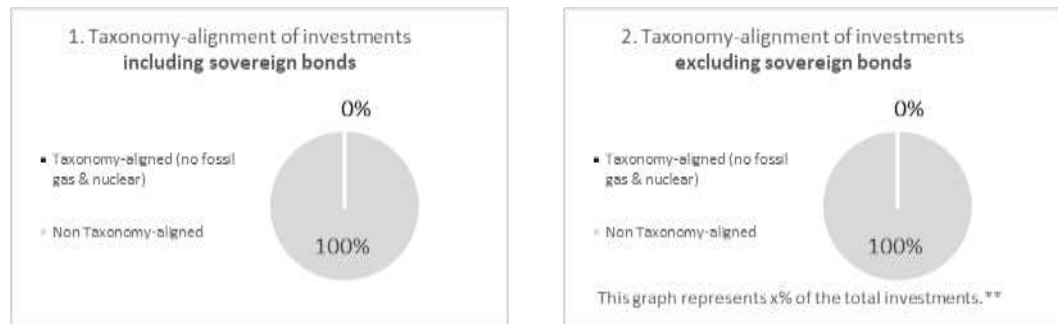 1. Taxonomy-alignment of investments
including sovereign bonds
0%
Taxonomy-aligned (no fossil
gas & nuclear)
Non Taxonomy-aligned
100%
2. Taxonomy-alignment of investments
excluding sovereign bonds
0%
Taxonomy-aligned (no fossil
gas & nuclear)
Non Taxonomy-aligned
100%
This graph represents x% of the total investments.**